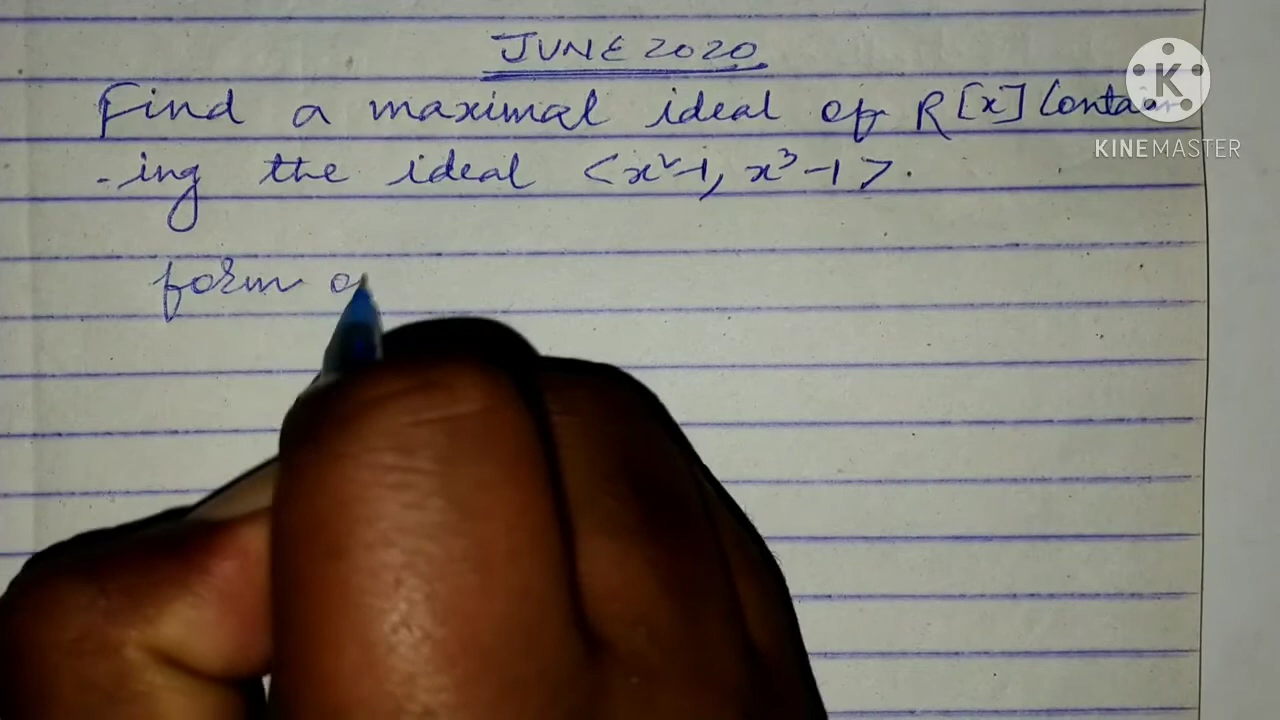 JUNE 2020
Find a maximal ideal of R[x] Contain
-ing the ideal <x²-1, x³-1>.
form o
K
KINEMASTER